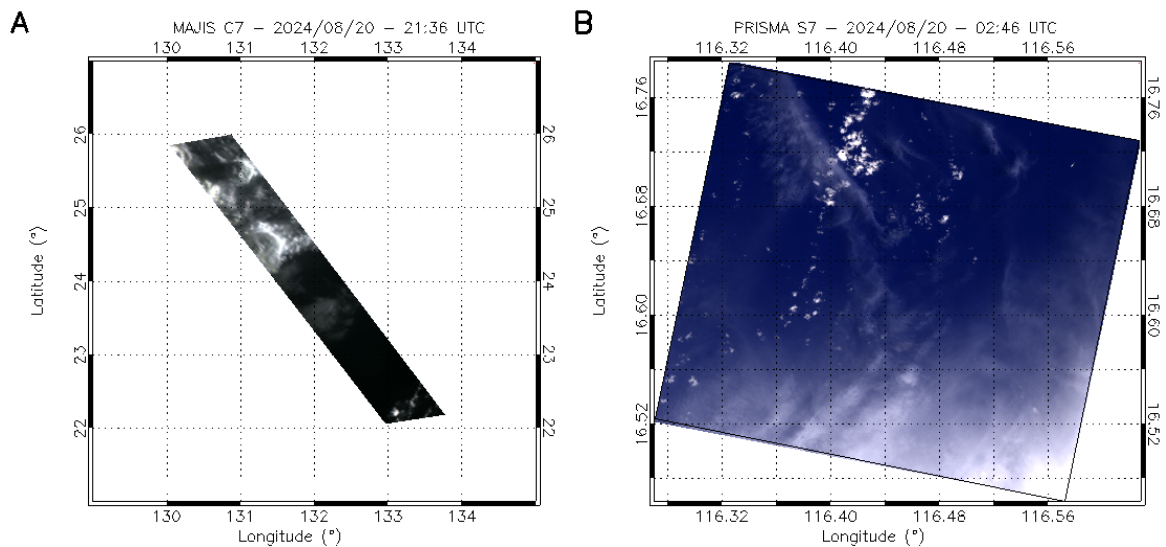 A
MAJIS C7 – 2024/08/20 – 21:36 UTC
130 131 132 133 134
26
25
24
23
22
26
25
24
23
22
Latitude (°)
Latitude (°)
130 131 132 133 134
Longitude (°)
B
PRISMA S7 – 2024/08/20 – 02:46 UTC
116.32 116.40 116.48 116.56
16.76
16.68
16.60
16.52
16.76
16.68
16.60
16.52
Latitude (°)
Latitude (°)
116.32 116.40 116.48 116.56
Longitude (°)